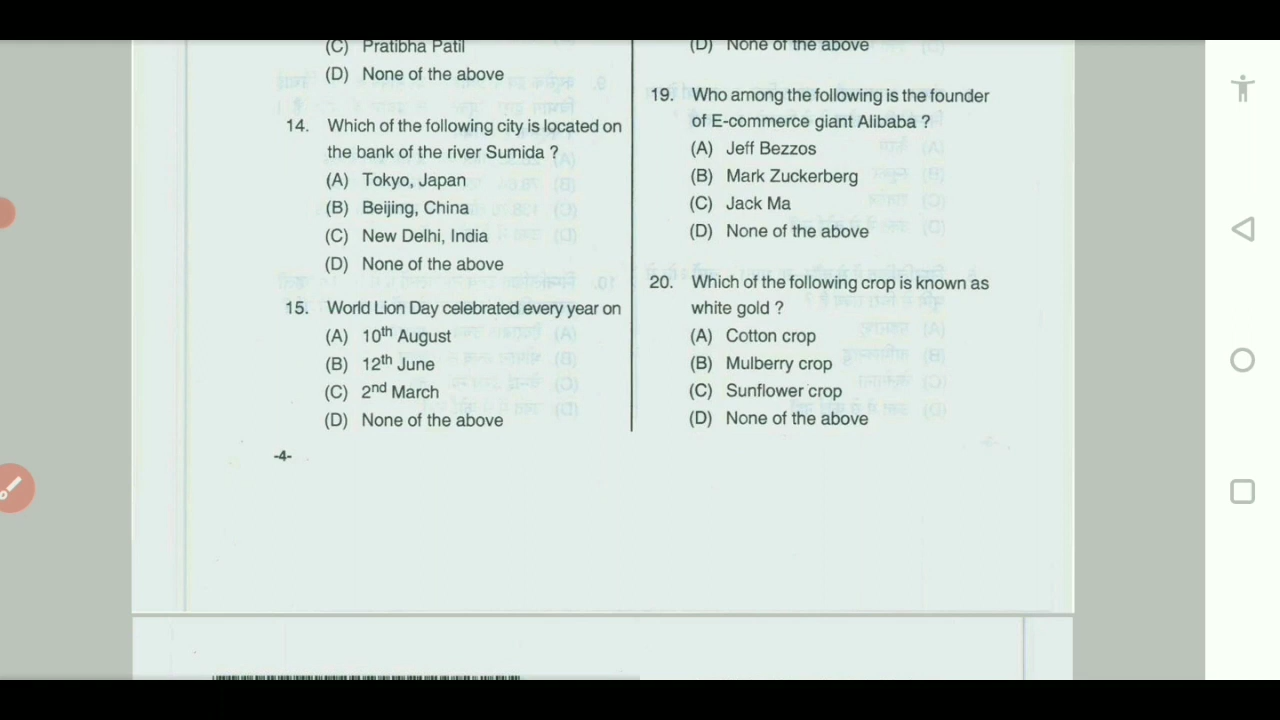 (C) Pratibha Patil
(D) None of the above
14. Which of the following city is located on
the bank of the river Sumida ?
(A) Tokyo, Japan
(B) Beijing, China
(C) New Delhi, India
(D) None of the above
15. World Lion Day celebrated every year on
(A) 10th August
(B) 12th June
(C) 2nd March
(D) None of the above
-4-
(D) None of the above
19. Who among the following is the founder
of E-commerce giant Alibaba ?
(A) Jeff Bezzos
(B) Mark Zuckerberg
(C) Jack Ma
(D) None of the above
20. Which of the following crop is known as
white gold ?
(A) Cotton crop
(B) Mulberry crop
(C) Sunflower crop
(D) None of the above